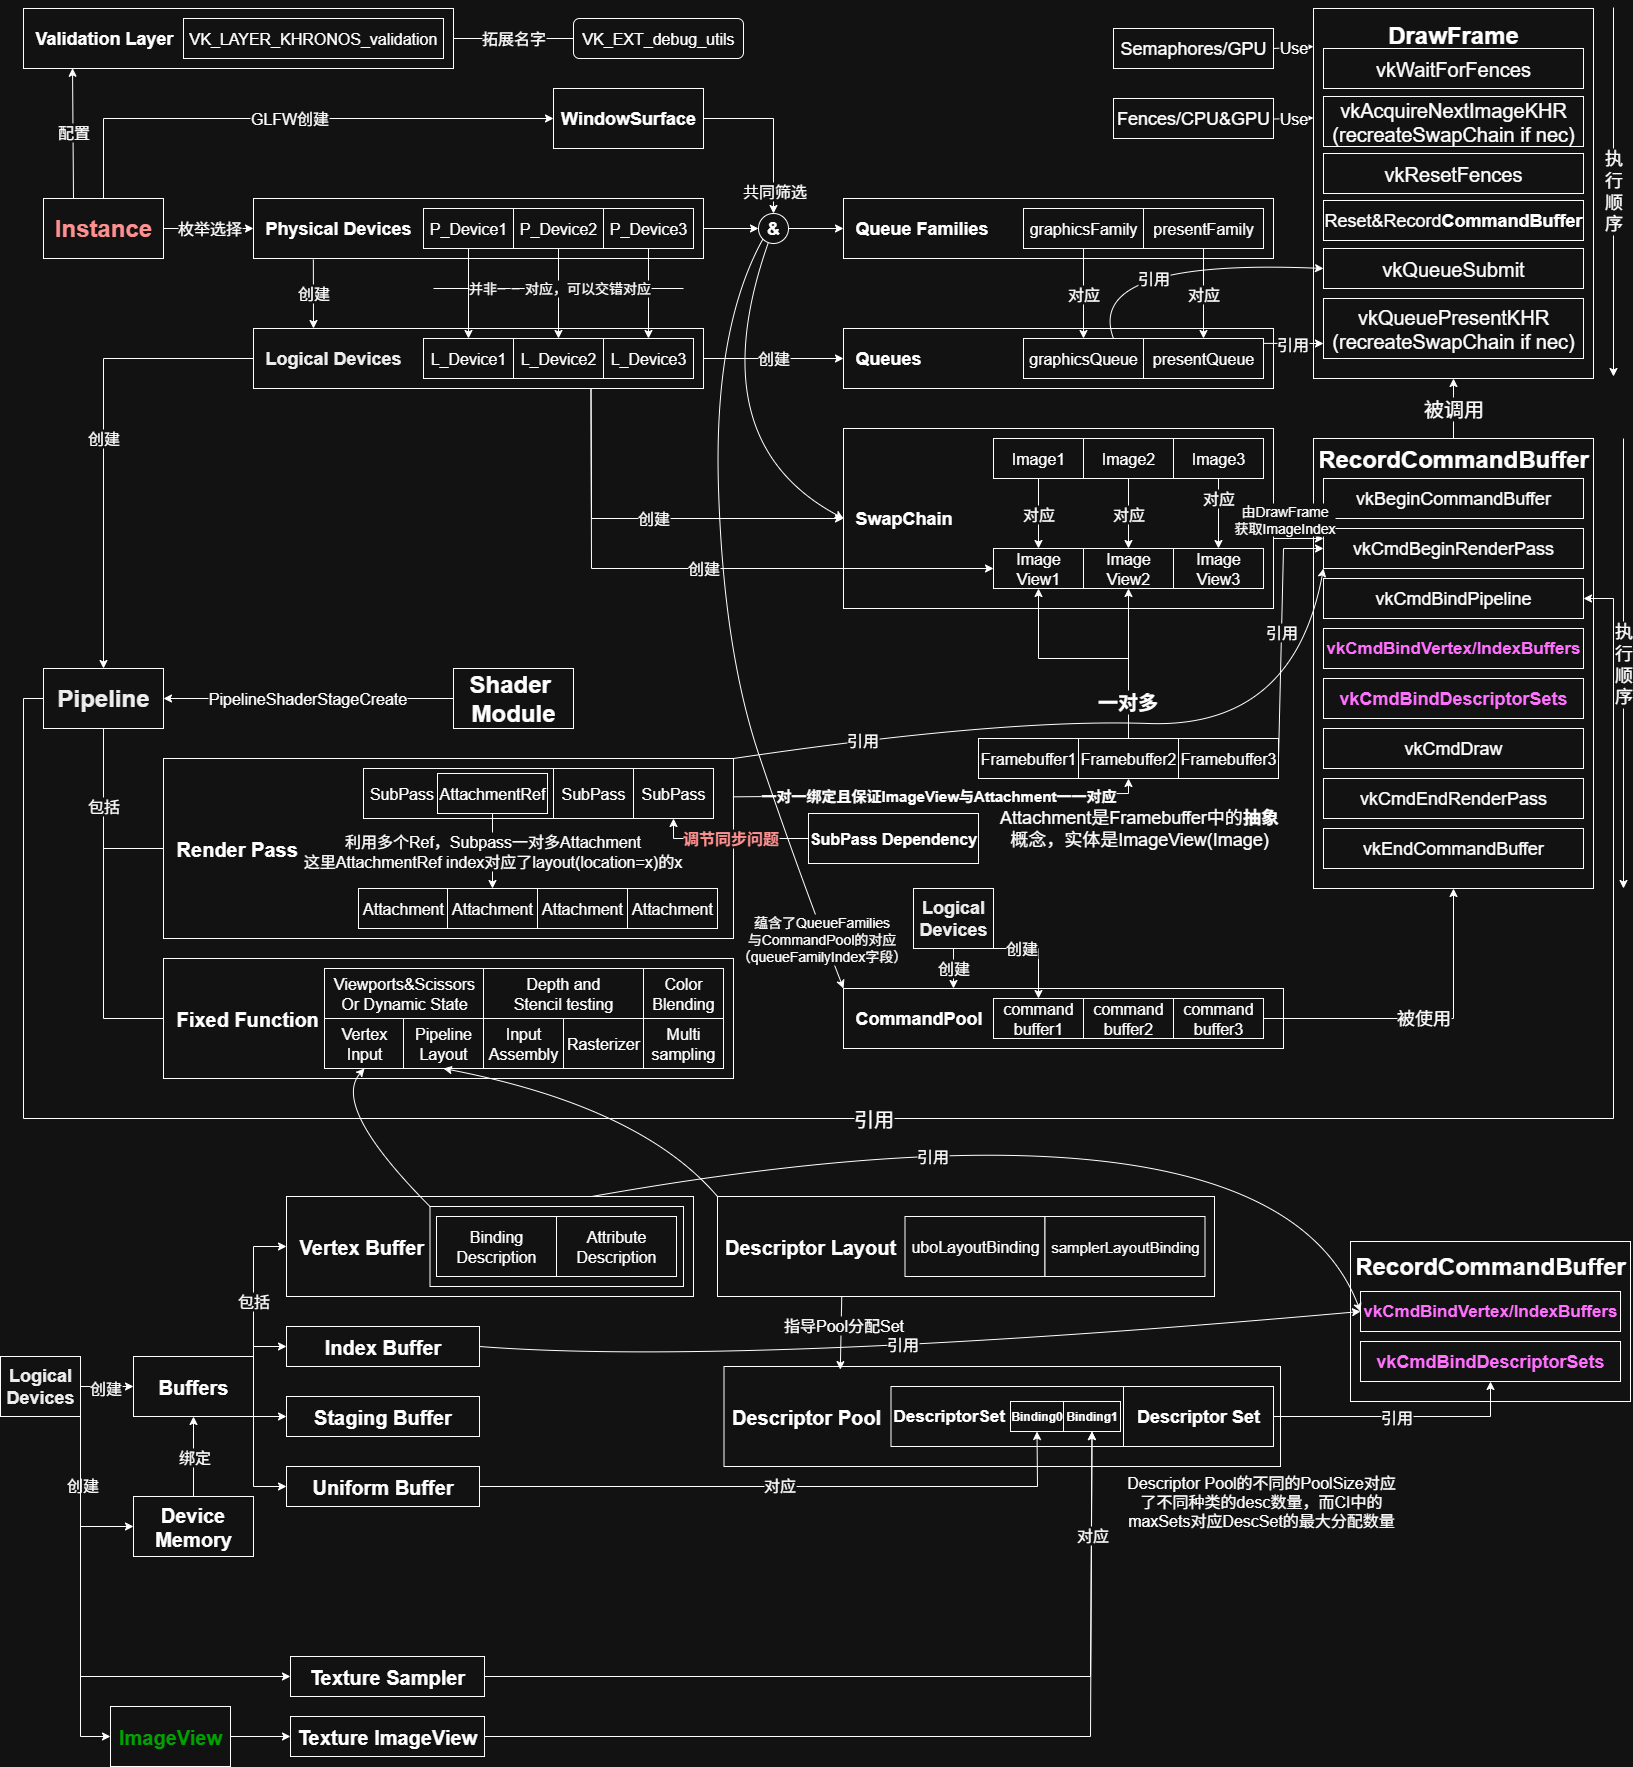 Validation Layer
VK_LAYER_KHRONOS_validation
拓展名字
VK_EXT_debug_utils
配置
GLFW创建
WindowSurface
Semaphores/GPU
Use
Fences/CPU&GPU
Use
DrawFrame
vkWaitForFences
vkAcquireNextImageKHR
(recreateSwapChain if nec)
vkResetFences
Reset&RecordCommandBuffer
vkQueueSubmit
vkQueuePresentKHR
(recreateSwapChain if nec)
执行顺序
Instance
枚举选择
Physical Devices
P_Device1
P_Device2
P_Device3
共同筛选
&
Queue Families
graphicsFamily
presentFamily
创建
并非一一对应，可以交错对应
对应
对应
引用
Logical Devices
L_Device1
L_Device2
L_Device3
创建
Queues
graphicsQueue
presentQueue
引用
被调用
创建
SwapChain
Image1
Image2
Image3
对应
对应
对应
创建
创建
Image
View1
Image
View2
Image
View3
由DrawFrame
获取ImageIndex
引用
RecordCommandBuffer
vkBeginCommandBuffer
vkCmdBeginRenderPass
vkCmdBindPipeline
vkCmdBindVertex/IndexBuffers
vkCmdBindDescriptorSets
vkCmdDraw
vkCmdEndRenderPass
vkEndCommandBuffer
执行顺序
Pipeline
PipelineShaderStageCreate
Shader
Module
一对多
引用
Framebuffer1
Framebuffer2
Framebuffer3
包括
Render Pass
SubPass
AttachmentRef
SubPass
SubPass
一对一绑定且保证ImageView与Attachment一一对应
Attachment是Framebuffer中的抽象
概念，实体是ImageView(Image)
利用多个Ref，Subpass一对多Attachment
这里AttachmentRef index对应了layout(location=x)的x
调节同步问题
SubPass Dependency
Attachment
Attachment
Attachment
Attachment
蕴含了QueueFamilies
与CommandPool的对应
（queueFamilyIndex字段）
Logical
Devices
创建
创建
Fixed Function
Viewports&Scissors
Or Dynamic State
Depth and
Stencil testing
Color
Blending
Vertex
Input
Pipeline
Layout
Input
Assembly
Rasterizer
Multi
sampling
CommandPool
command
buffer1
command
buffer2
command
buffer3
被使用
引用
引用
Vertex Buffer
Binding
Description
Attribute
Description
Descriptor Layout
uboLayoutBinding
samplerLayoutBinding
RecordCommandBuffer
vkCmdBindVertex/IndexBuffers
vkCmdBindDescriptorSets
包括
指导Pool分配Set
Index Buffer
引用
Logical
Devices
创建
Buffers
Staging Buffer
Descriptor Pool
DescriptorSet
Binding0
Binding1
Descriptor Set
引用
绑定
创建
Uniform Buffer
对应
Device
Memory
对应
Descriptor Pool的不同的PoolSize对应
了不同种类的desc数量，而CI中的
maxSets对应DescSet的最大分配数量
Texture Sampler
ImageView
Texture ImageView